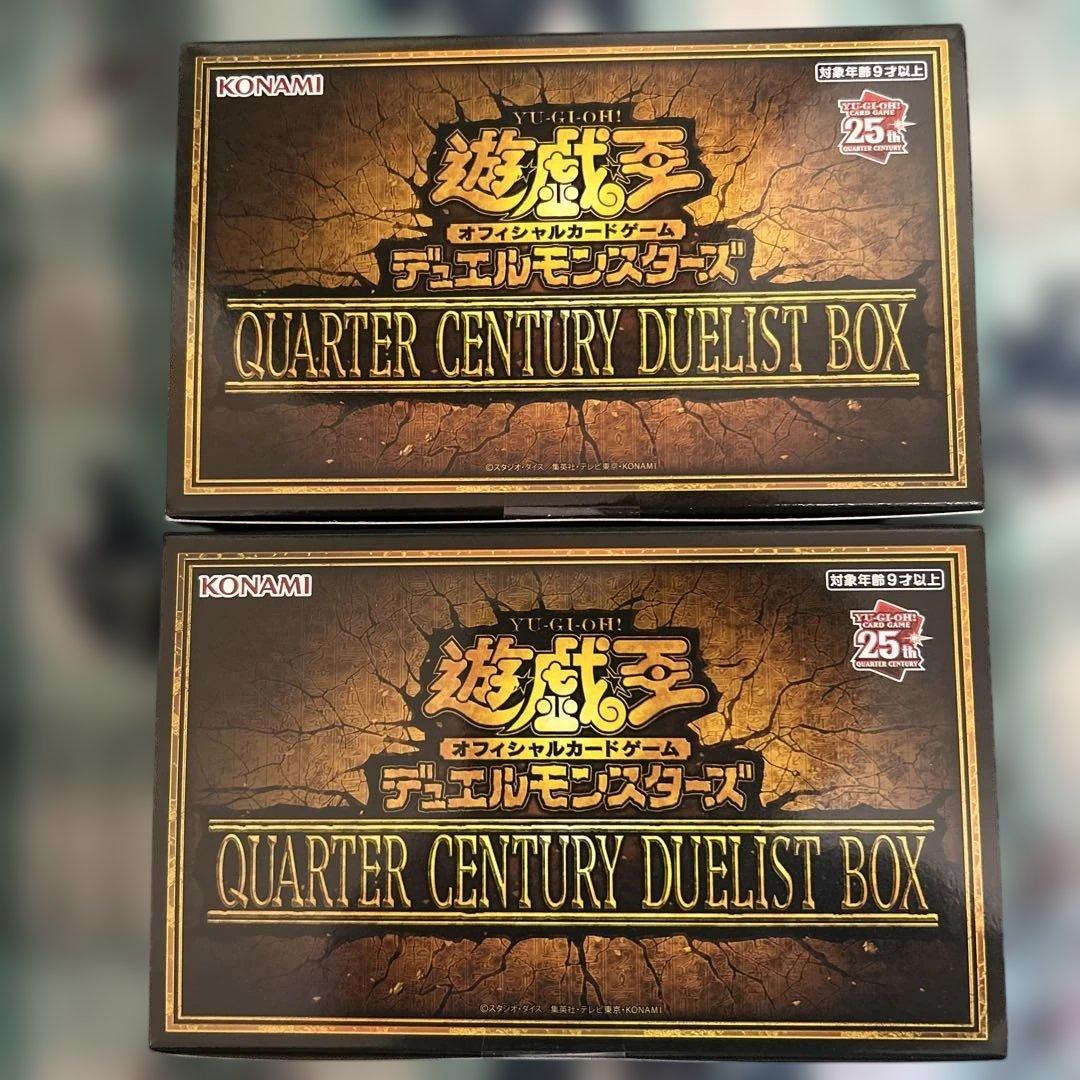 KONAMI
対象年齢9才以上
YU-GI-OH!
CARD GAME
25th
QUARTER CENTURY
YU-GI-OH!
遊戯王
オフィシャルカードゲーム
デュエルモンスターズ
QUARTER CENTURY DUELIST BOX
©スタジオ・ダイス/集英社・テレビ東京・KONAMI
KONAMI
対象年齢9才以上
YU-GI-OH!
CARD GAME
25th
QUARTER CENTURY
YU-GI-OH!
遊戯王
オフィシャルカードゲーム
デュエルモンスターズ
QUARTER CENTURY DUELIST BOX
©スタジオ・ダイス/集英社・テレビ東京・KONAMI